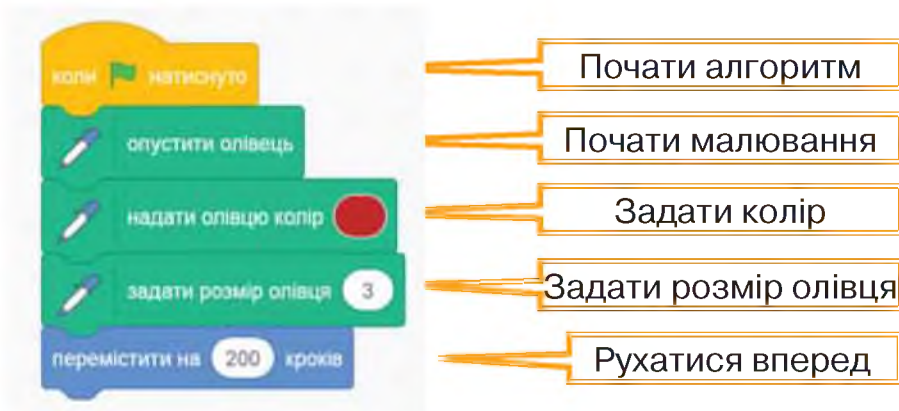 коли натиснуто
Почати алгоритм
опустити олівець
Почати малювання
надати олівцю колір
Задати колір
задати розмір олівця 3
Задати розмір олівця
перемістити на 200 кроків
Рухатися вперед